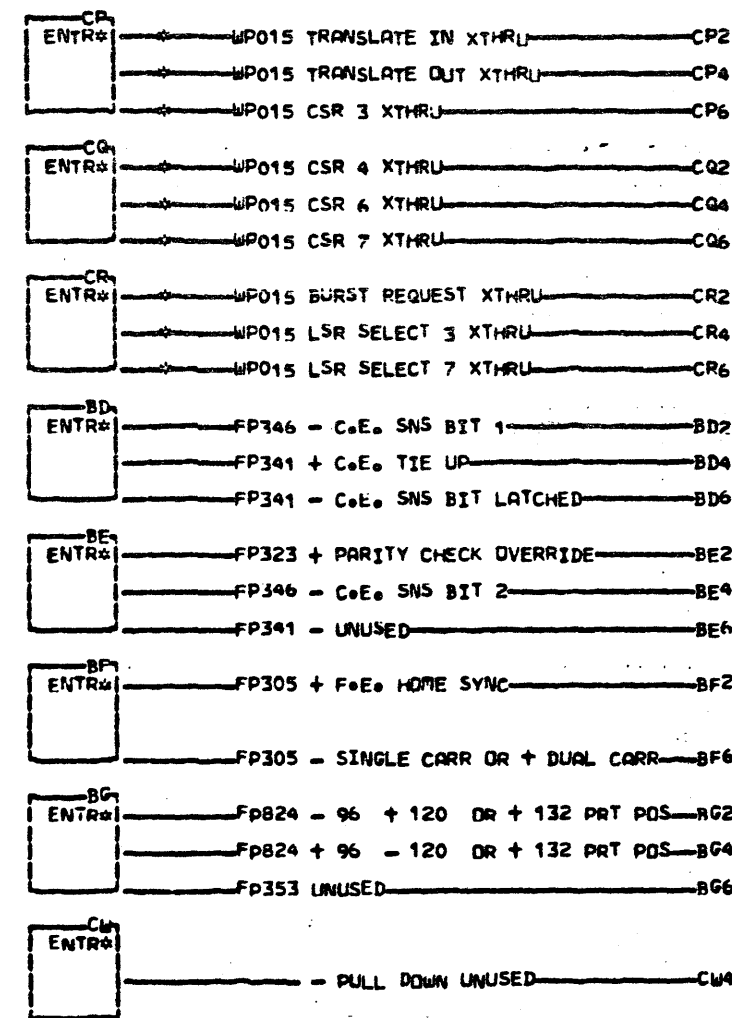 CP
ENTR* WP015 TRANSLATE IN XTHRU CP2
WP015 TRANSLATE OUT XTHRU CP4
WP015 CSR 3 XTHRU CP6
CQ
ENTR* WP015 CSR 4 XTHRU CQ2
WP015 CSR 6 XTHRU CQ4
WP015 CSR 7 XTHRU CQ6
CR
ENTR* WP015 BURST REQUEST XTHRU CR2
WP015 LSR SELECT 3 XTHRU CR4
WP015 LSR SELECT 7 XTHRU CR6
BD
ENTR* FP346 - C.E. SNS BIT 1 BD2
FP341 + C.E. TIE UP BD4
FP341 - C.E. SNS BIT LATCHED BD6
BE
ENTR* FP323 + PARITY CHECK OVERRIDE BE2
FP346 - C.E. SNS BIT 2 BE4
FP341 - UNUSED BE6
BF
ENTR* FP305 + F.E. HOME SYNC BF2
FP305 - SINGLE CARR OR + DUAL CARR BF6
BG
ENTR* FP824 - 96 + 120 OR + 132 PRT POS BG2
FP824 + 96 - 120 OR + 132 PRT POS BG4
FP353 UNUSED BG6
CW
ENTR*
- PULL DOWN UNUSED CW4